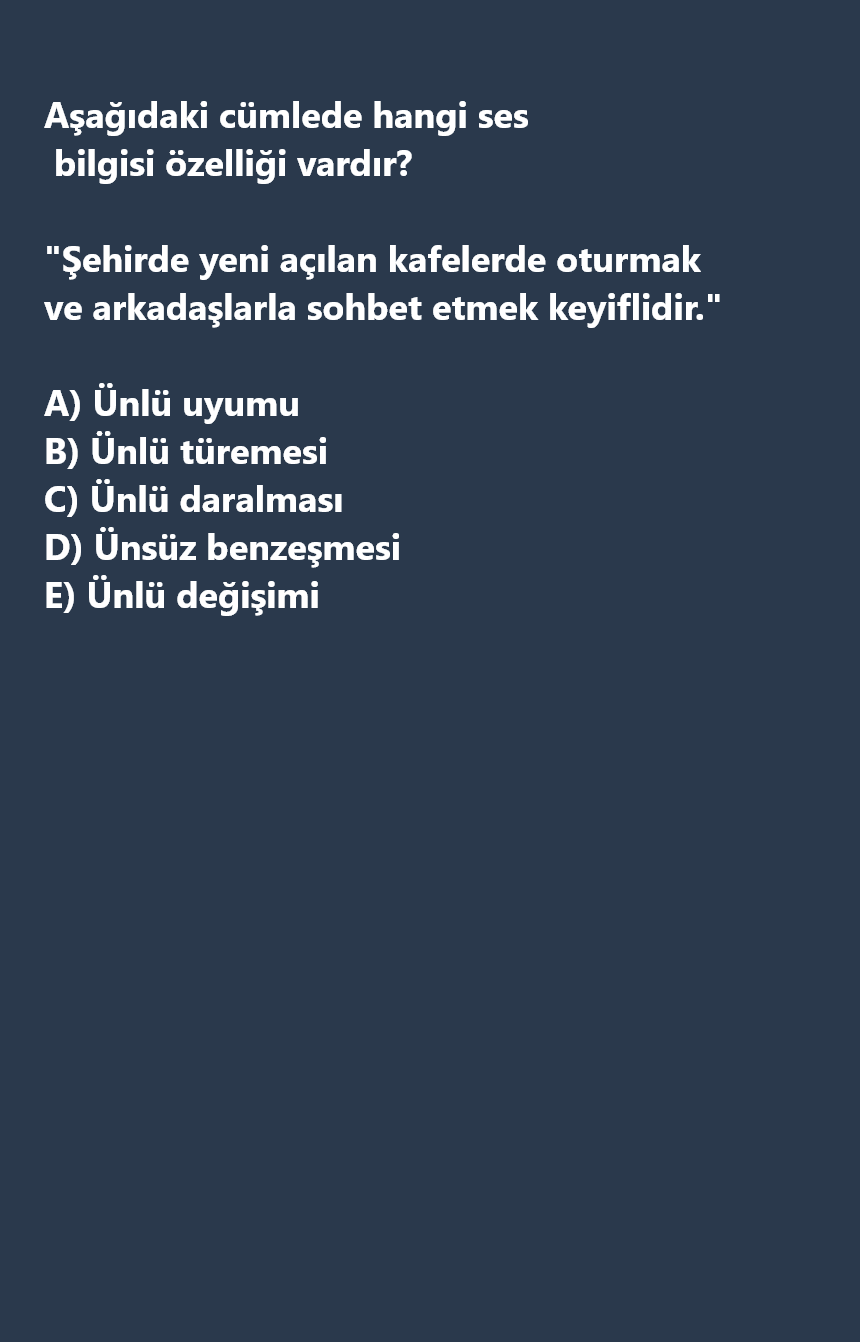 Aşağıdaki cümlede hangi ses
bilgisi özelliği vardır?
"Şehirde yeni açılan kafelerde oturmak
ve arkadaşlarla sohbet etmek keyiflidir."
A) Ünlü uyumu
B) Ünlü türemesi
C) Ünlü daralması
D) Ünsüz benzeşmesi
E) Ünlü değişimi